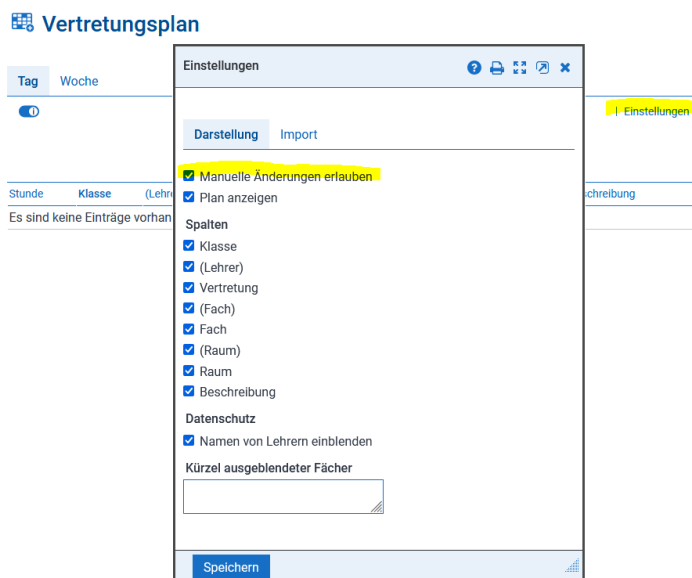 Vertretungsplan
Einstellungen
Tag Woche
| Einstellungen
Darstellung Import
Manuelle Änderungen erlauben
Plan anzeigen
Stunde Klasse (Lehre schreibung
Es sind keine Einträge vorhan
Spalten
Klasse
(Lehrer)
Vertretung
(Fach)
Fach
(Raum)
Raum
Beschreibung
Datenschutz
Namen von Lehrern einblenden
Kürzel ausgeblendeter Fächer
Speichern